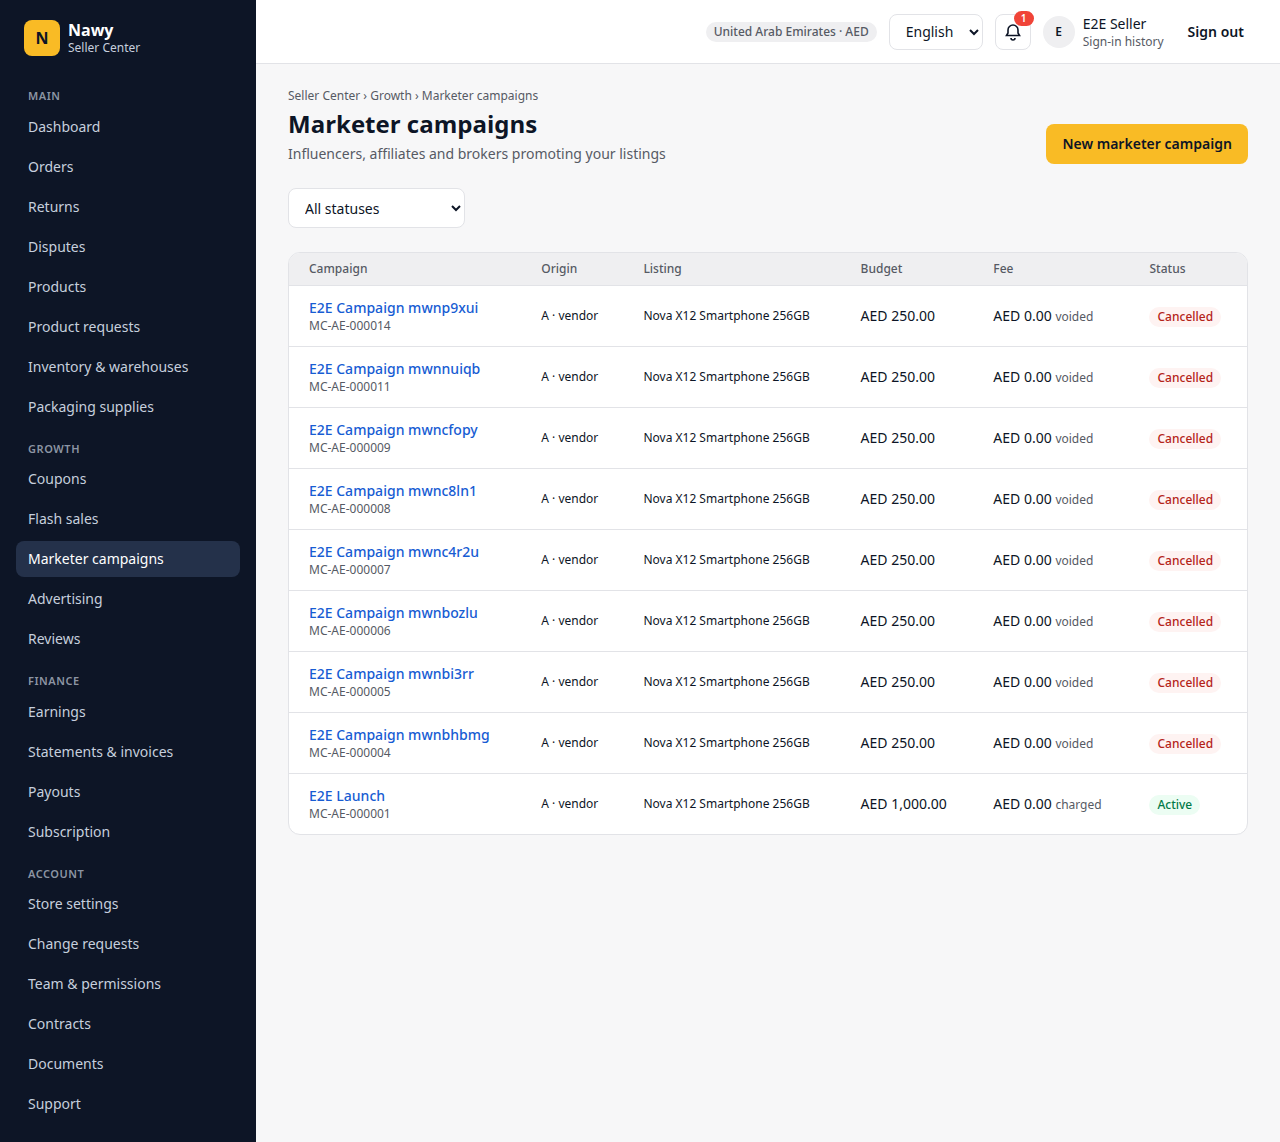 N
Nawy
Seller Center
MAIN
Dashboard
Orders
Returns
Disputes
Products
Product requests
Inventory & warehouses
Packaging supplies
GROWTH
Coupons
Flash sales
Marketer campaigns
Advertising
Reviews
FINANCE
Earnings
Statements & invoices
Payouts
Subscription
ACCOUNT
Store settings
Change requests
Team & permissions
Contracts
Documents
Support
United Arab Emirates · AED
English
1
E
E2E Seller
Sign-in history
Sign out
Seller Center › Growth › Marketer campaigns
Marketer campaigns
Influencers, affiliates and brokers promoting your listings
New marketer campaign
All statuses
Campaign Origin Listing Budget Fee Status
E2E Campaign mwnp9xui
MC-AE-000014
A · vendor Nova X12 Smartphone 256GB AED 250.00 AED 0.00 voided Cancelled
E2E Campaign mwnnuiqb
MC-AE-000011
A · vendor Nova X12 Smartphone 256GB AED 250.00 AED 0.00 voided Cancelled
E2E Campaign mwncfopy
MC-AE-000009
A · vendor Nova X12 Smartphone 256GB AED 250.00 AED 0.00 voided Cancelled
E2E Campaign mwnc8ln1
MC-AE-000008
A · vendor Nova X12 Smartphone 256GB AED 250.00 AED 0.00 voided Cancelled
E2E Campaign mwnc4r2u
MC-AE-000007
A · vendor Nova X12 Smartphone 256GB AED 250.00 AED 0.00 voided Cancelled
E2E Campaign mwnbozlu
MC-AE-000006
A · vendor Nova X12 Smartphone 256GB AED 250.00 AED 0.00 voided Cancelled
E2E Campaign mwnbi3rr
MC-AE-000005
A · vendor Nova X12 Smartphone 256GB AED 250.00 AED 0.00 voided Cancelled
E2E Campaign mwnbhbmg
MC-AE-000004
A · vendor Nova X12 Smartphone 256GB AED 250.00 AED 0.00 voided Cancelled
E2E Launch
MC-AE-000001
A · vendor Nova X12 Smartphone 256GB AED 1,000.00 AED 0.00 charged Active